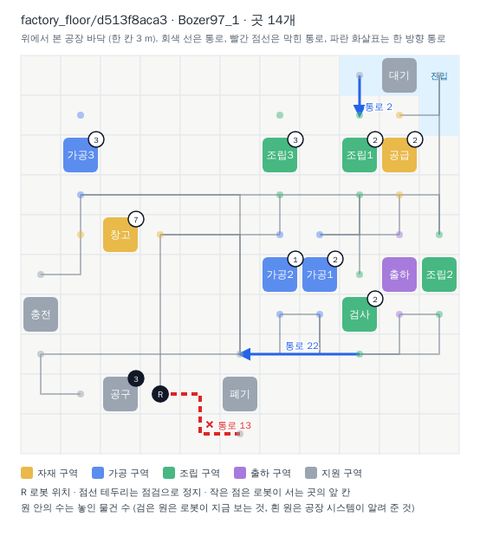 factory_floor/d513f8aca3 · Bozer97_1 · 곳 14개
위에서 본 공장 바닥 (한 칸 3 m). 회색 선은 통로, 빨간 점선은 막힌 통로, 파란 화살표는 한 방향 통로
대기
전립
통로 2
3
가공3
3
조립3
2
조립1
2
공급
7
창고
1
가공2
2
가공1
출하
조립2
충전
2
검사
통로 22
3
공구
R
폐기
✕ 통로 13
자재 구역
가공 구역
조립 구역
출하 구역
지원 구역
R 로봇 위치 · 점선 테두리는 점검으로 정지 · 작은 점은 로봇이 서는 곳의 앞 칸
원 안의 수는 놓인 물건 수 (검은 원은 로봇이 지금 보는 것, 흰 원은 공장 시스템이 알려 준 것)